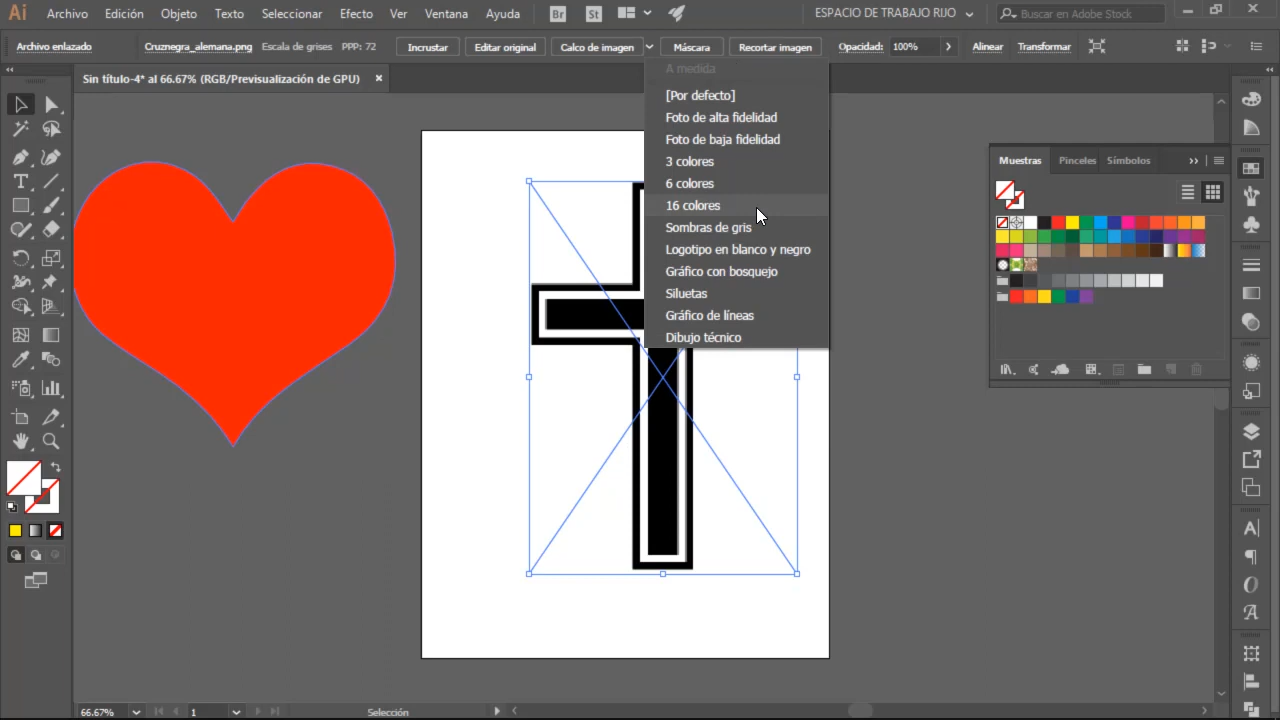 Ai Archivo Edición Objeto Texto Seleccionar Efecto Ver Ventana Ayuda Br St ESPACIO DE TRABAJO RIJO Buscar en Adobe Stock
Archivo enlazado Cruznegra_alemana.png Escala de grises PPP: 72 Incrustar Editar original Calco de imagen Máscara Recortar imagen Opacidad: 100% Alinear Transformar
Sin título-4* al 66.67% (RGB/Previsualización de GPU)
A medida
[Por defecto]
Foto de alta fidelidad
Foto de baja fidelidad
3 colores
6 colores
16 colores
Sombras de gris
Logotipo en blanco y negro
Gráfico con bosquejo
Siluetas
Gráfico de líneas
Dibujo técnico
Muestras Pinceles Símbolos
66.67% 1 Selección